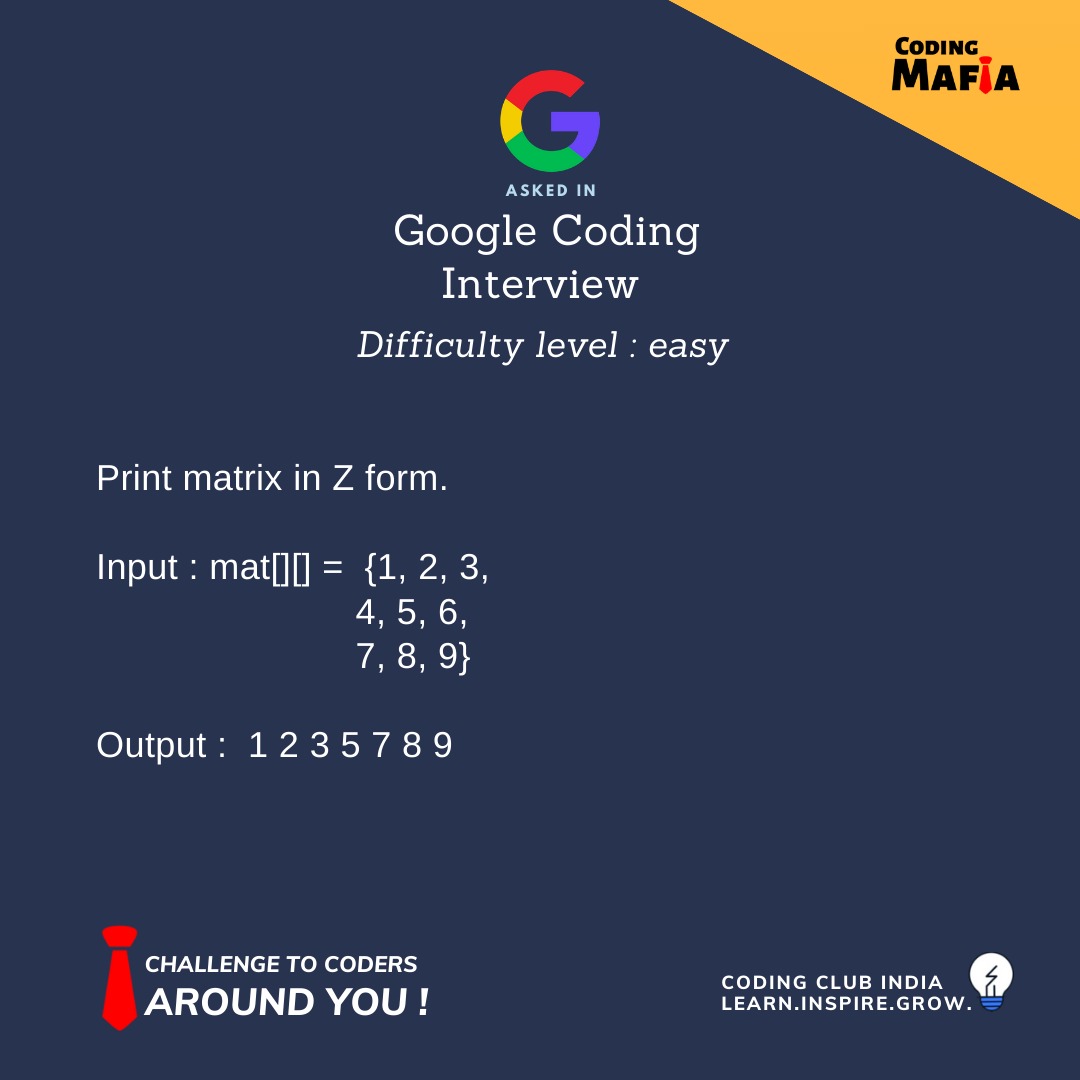 CODING
MAFIA
ASKED IN
Google Coding
Interview
Difficulty level : easy
Print matrix in Z form.
Input : mat[][] = {1, 2, 3,
4, 5, 6,
7, 8, 9}
Output : 1 2 3 5 7 8 9
CHALLENGE TO CODERS
AROUND YOU !
CODING CLUB INDIA
LEARN.INSPIRE.GROW.